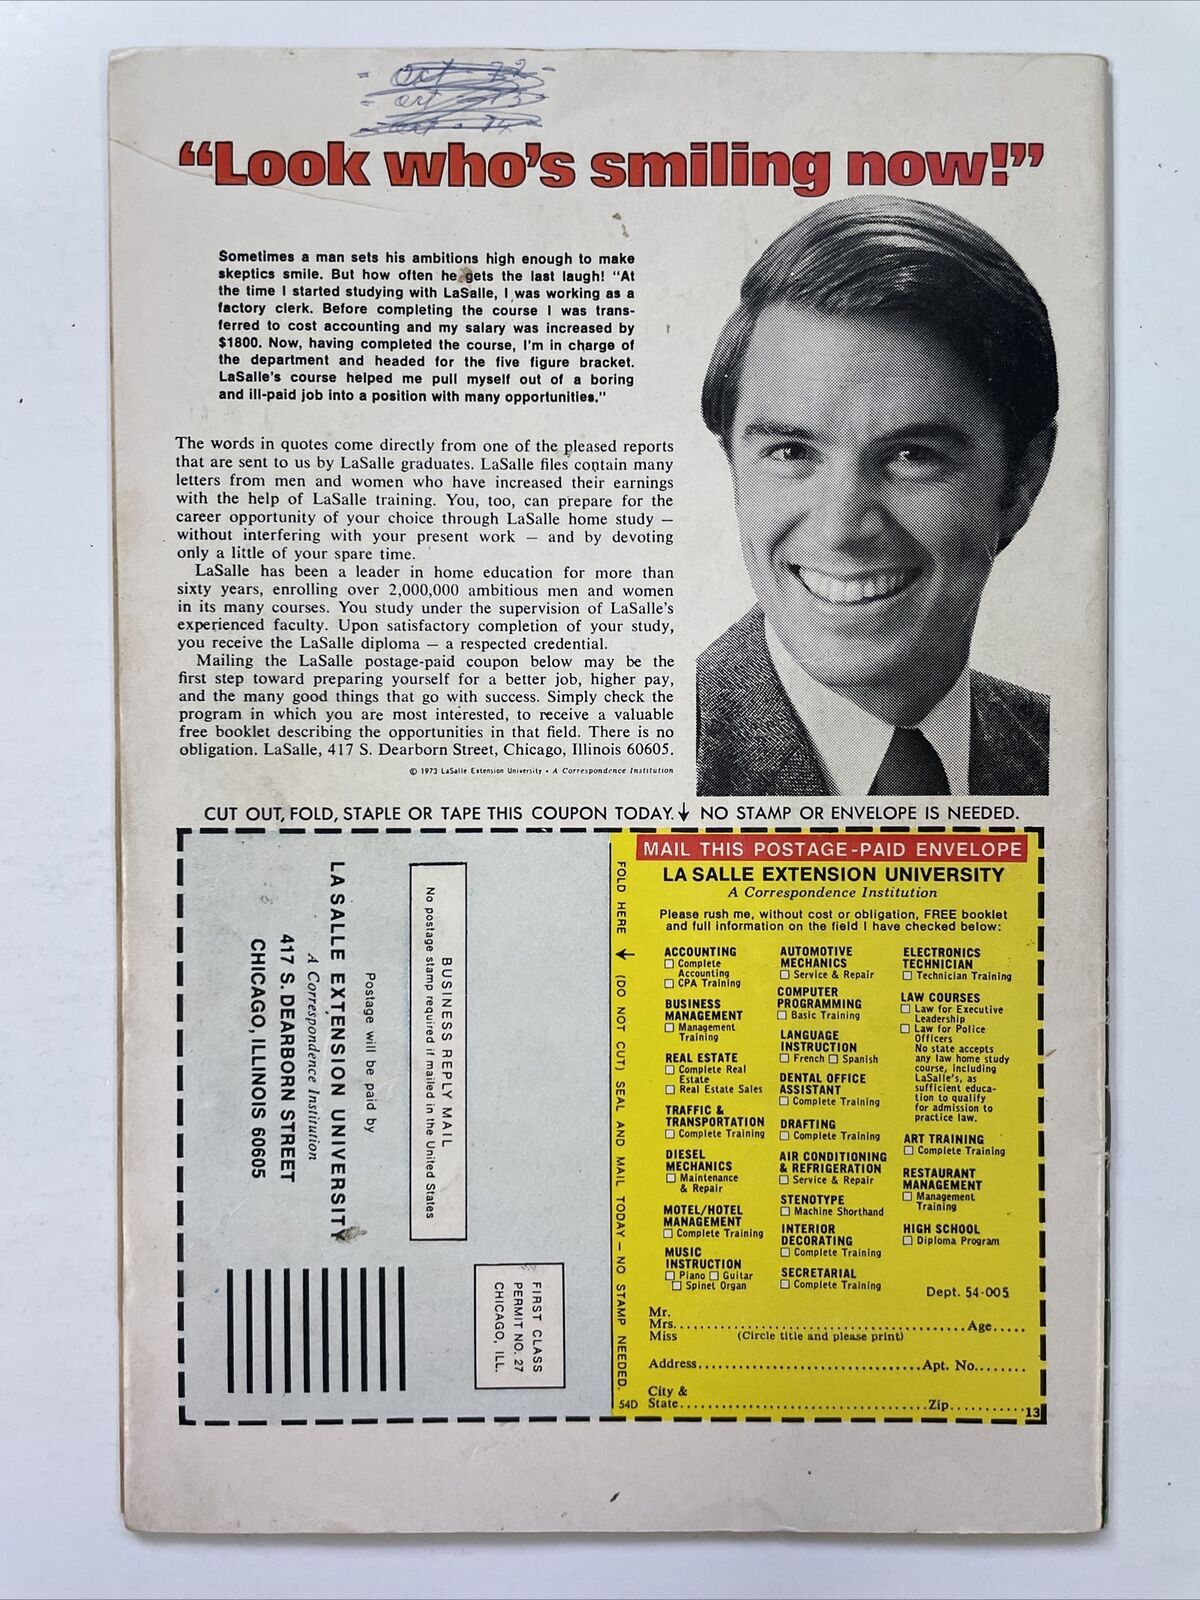 “Look who’s smiling now!”
Sometimes a man sets his ambitions high enough to make
skeptics smile. But how often he gets the last laugh! “At
the time I started studying with LaSalle, I was working as a
factory clerk. Before completing the course I was trans-
ferred to cost accounting and my salary was increased by
$1800. Now, having completed the course, I’m in charge of
the department and headed for the five figure bracket.
LaSalle’s course helped me pull myself out of a boring
and ill-paid job into a position with many opportunities.”
The words in quotes come directly from one of the pleased reports
that are sent to us by LaSalle graduates. LaSalle files contain many
letters from men and women who have increased their earnings
with the help of LaSalle training. You, too, can prepare for the
career opportunity of your choice through LaSalle home study —
without interfering with your present work — and by devoting
only a little of your spare time.
LaSalle has been a leader in home education for more than
sixty years, enrolling over 2,000,000 ambitious men and women
in its many courses. You study under the supervision of LaSalle’s
experienced faculty. Upon satisfactory completion of your study,
you receive the LaSalle diploma — a respected credential.
Mailing the LaSalle postage-paid coupon below may be the
first step toward preparing yourself for a better job, higher pay,
and the many good things that go with success. Simply check the
program in which you are most interested, to receive a valuable
free booklet describing the opportunities in that field. There is no
obligation. LaSalle, 417 S. Dearborn Street, Chicago, Illinois 60605.
© 1973 LaSalle Extension University • A Correspondence Institution
CUT OUT, FOLD, STAPLE OR TAPE THIS COUPON TODAY. NO STAMP OR ENVELOPE IS NEEDED.
BUSINESS REPLY MAIL
No postage stamp required if mailed in the United States
Postage will be paid by
LA SALLE EXTENSION UNIVERSITY
A Correspondence Institution
417 S. DEARBORN STREET
CHICAGO, ILLINOIS 60605
FIRST CLASS
PERMIT NO. 27
CHICAGO, ILL.
FOLD HERE (DO NOT CUT) SEAL AND MAIL TODAY — NO STAMP NEEDED.
54D
MAIL THIS POSTAGE-PAID ENVELOPE
LA SALLE EXTENSION UNIVERSITY
A Correspondence Institution
Please rush me, without cost or obligation, FREE booklet
and full information on the field I have checked below:
ACCOUNTING
Complete
Accounting
CPA Training
BUSINESS
MANAGEMENT
Management
Training
REAL ESTATE
Complete Real
Estate
Real Estate Sales
TRAFFIC &
TRANSPORTATION
Complete Training
DIESEL
MECHANICS
Maintenance
& Repair
MOTEL/HOTEL
MANAGEMENT
Complete Training
MUSIC
INSTRUCTION
Piano Guitar
Spinet Organ
AUTOMOTIVE
MECHANICS
Service & Repair
COMPUTER
PROGRAMMING
Basic Training
LANGUAGE
INSTRUCTION
French Spanish
DENTAL OFFICE
ASSISTANT
Complete Training
DRAFTING
Complete Training
AIR CONDITIONING
& REFRIGERATION
Service & Repair
STENOTYPE
Machine Shorthand
INTERIOR
DECORATING
Complete Training
SECRETARIAL
Complete Training
ELECTRONICS
TECHNICIAN
Technician Training
LAW COURSES
Law for Executive
Leadership
Law for Police
Officers
No state accepts
any law home study
course, including
LaSalle’s, as
sufficient educa-
tion to qualify
for admission to
practice law.
ART TRAINING
Complete Training
RESTAURANT
MANAGEMENT
Management
Training
HIGH SCHOOL
Diploma Program
Dept. 54-005
Mr.
Mrs. Age
Miss (Circle title and please print)
Address Apt. No.
City &
State Zip
13